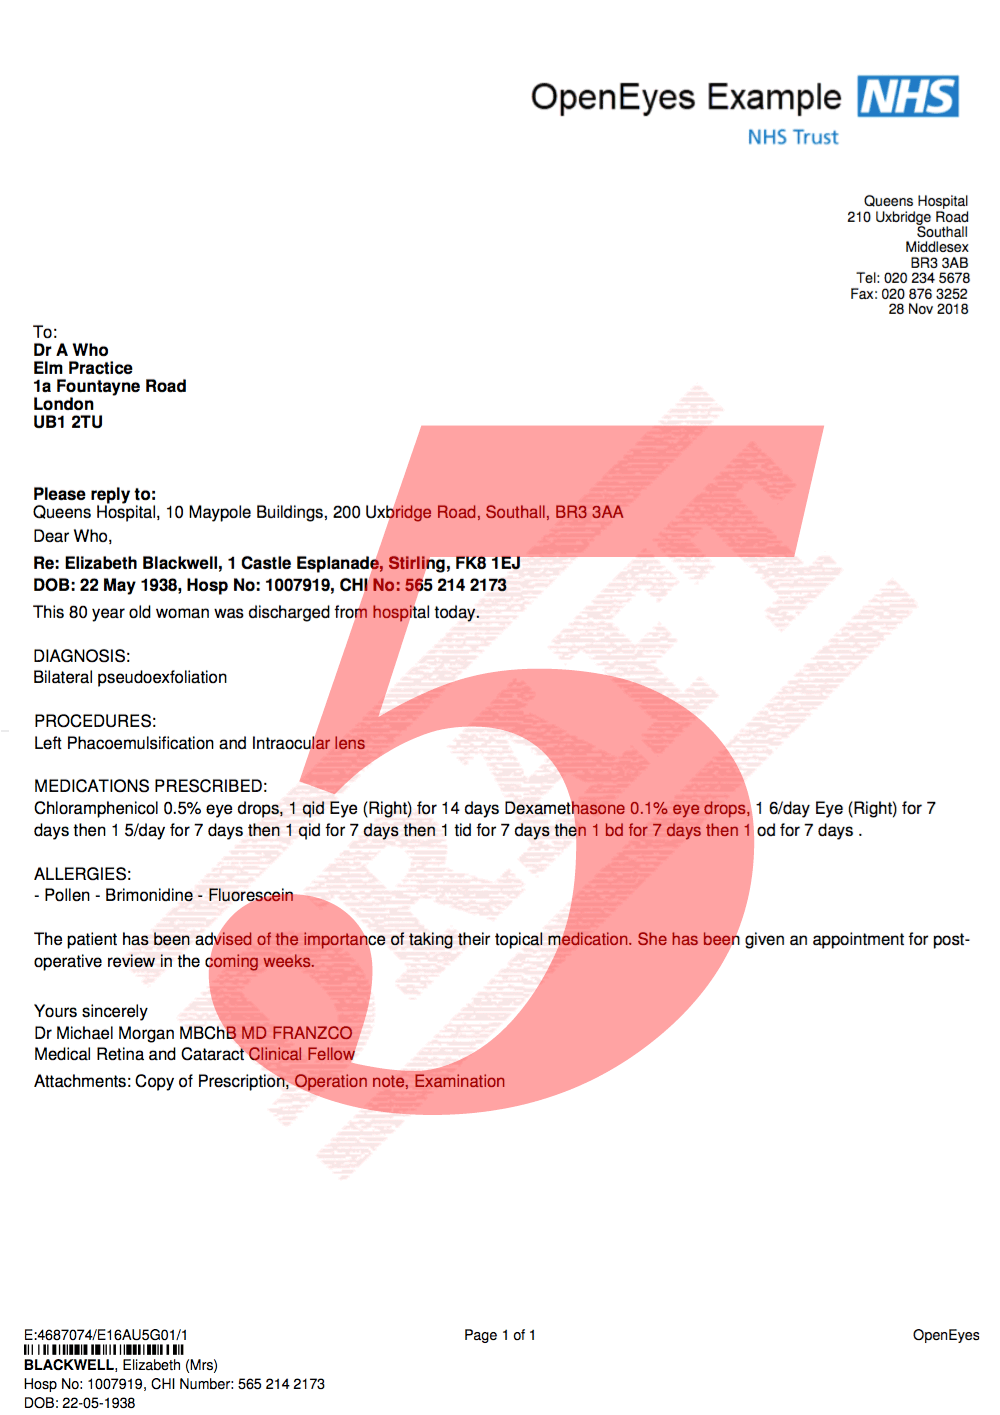 OpenEyes Example NHS
NHS Trust
Queens Hospital
210 Uxbridge Road
Southall
Middlesex
BR3 3AB
Tel: 020 234 5678
Fax: 020 876 3252
28 Nov 2018
To:
Dr A Who
Elm Practice
1a Fountayne Road
London
UB1 2TU
Please reply to:
Queens Hospital, 10 Maypole Buildings, 200 Uxbridge Road, Southall, BR3 3AA
Dear Who,
Re: Elizabeth Blackwell, 1 Castle Esplanade, Stirling, FK8 1EJ
DOB: 22 May 1938, Hosp No: 1007919, CHI No: 565 214 2173
This 80 year old woman was discharged from hospital today.
DIAGNOSIS:
Bilateral pseudoexfoliation
PROCEDURES:
Left Phacoemulsification and Intraocular lens
MEDICATIONS PRESCRIBED:
Chloramphenicol 0.5% eye drops, 1 qid Eye (Right) for 14 days Dexamethasone 0.1% eye drops, 1 6/day Eye (Right) for 7
days then 1 5/day for 7 days then 1 qid for 7 days then 1 tid for 7 days then 1 bd for 7 days then 1 od for 7 days .
ALLERGIES:
- Pollen - Brimonidine - Fluorescein
The patient has been advised of the importance of taking their topical medication. She has been given an appointment for post-
operative review in the coming weeks.
Yours sincerely
Dr Michael Morgan MBChB MD FRANZCO
Medical Retina and Cataract Clinical Fellow
Attachments: Copy of Prescription, Operation note, Examination
DRAFT
5
E:4687074/E16AU5G01/1
Page 1 of 1
OpenEyes
BLACKWELL, Elizabeth (Mrs)
Hosp No: 1007919, CHI Number: 565 214 2173
DOB: 22-05-1938